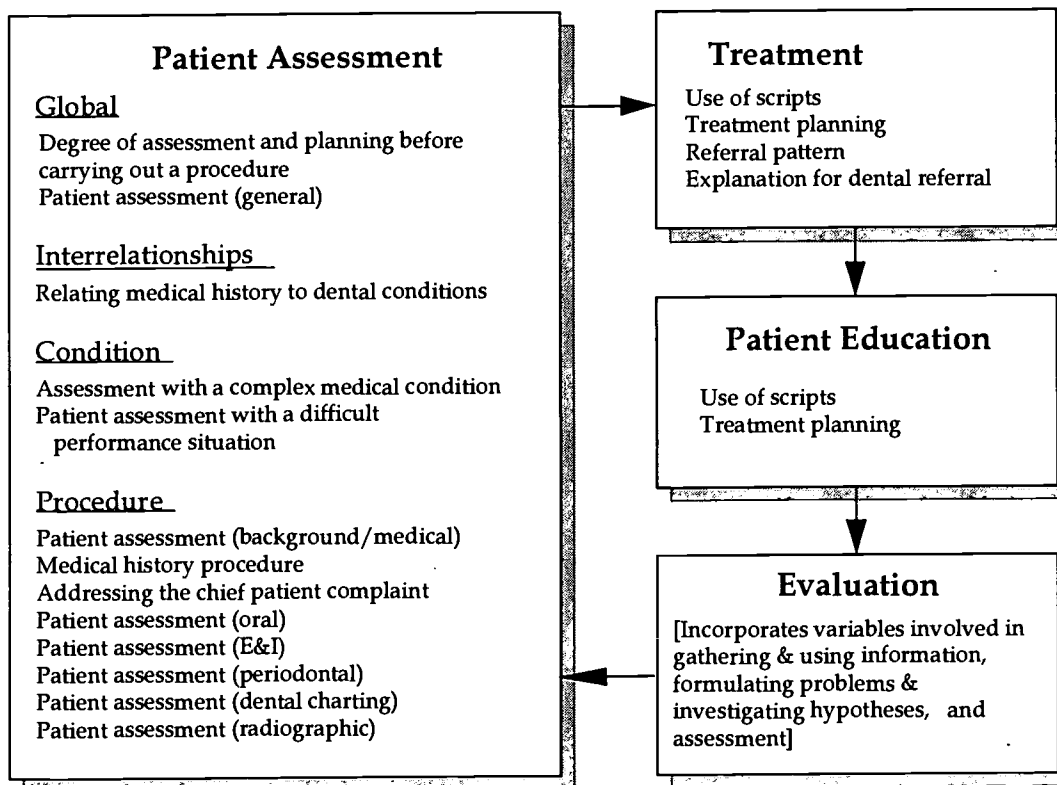 Patient Assessment
Global
Degree of assessment and planning before
carrying out a procedure
Patient assessment (general)
Interrelationships
Relating medical history to dental conditions
Condition
Assessment with a complex medical condition
Patient assessment with a difficult
performance situation
Procedure
Patient assessment (background/medical)
Medical history procedure
Addressing the chief patient complaint
Patient assessment (oral)
Patient assessment (E&I)
Patient assessment (periodontal)
Patient assessment (dental charting)
Patient assessment (radiographic)
Treatment
Use of scripts
Treatment planning
Referral pattern
Explanation for dental referral
Patient Education
Use of scripts
Treatment planning
Evaluation
[Incorporates variables involved in
gathering & using information,
formulating problems &
investigating hypotheses, and
assessment]